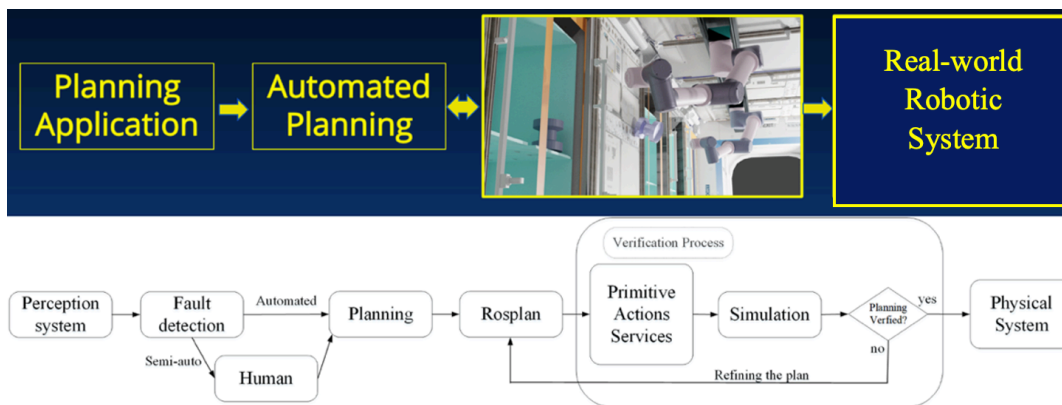 Planning
Application
Automated
Planning
Real-world
Robotic
System
Verification Process
Perception
system
Fault
detection
Automated
Semi-auto
Human
Planning
Rosplan
Primitive
Actions
Services
Simulation
Planning
Verfied?
yes
no
Refining the plan
Physical
System